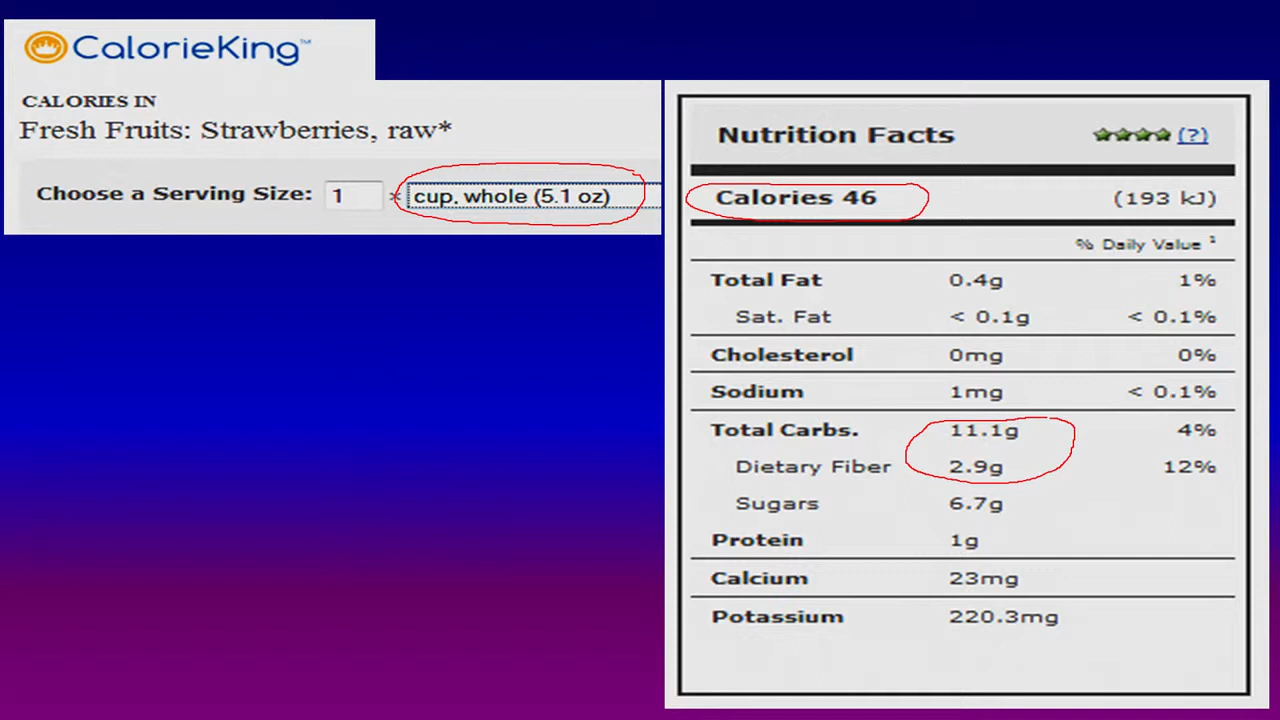 CalorieKing™
CALORIES IN
Fresh Fruits: Strawberries, raw*
Choose a Serving Size: 1 × cup, whole (5.1 oz)
Nutrition Facts (?)
Calories 46 (193 kJ)
% Daily Value 1
Total Fat 0.4g 1%
Sat. Fat < 0.1g < 0.1%
Cholesterol 0mg 0%
Sodium 1mg < 0.1%
Total Carbs. 11.1g 4%
Dietary Fiber 2.9g 12%
Sugars 6.7g
Protein 1g
Calcium 23mg
Potassium 220.3mg